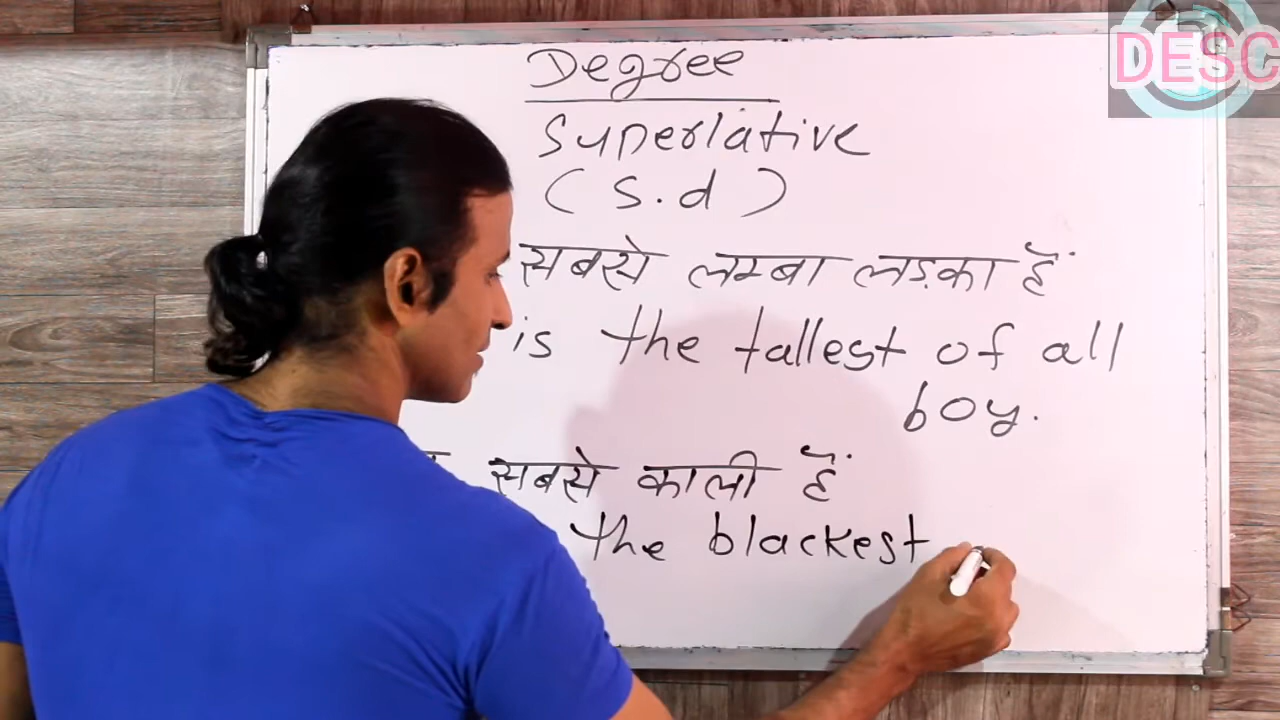 DESC
Degree
Superlative
(S.d)
सबसे लम्बा लड़का हैं
is the tallest of all
boy.
सबसे काली हैं
the blackest